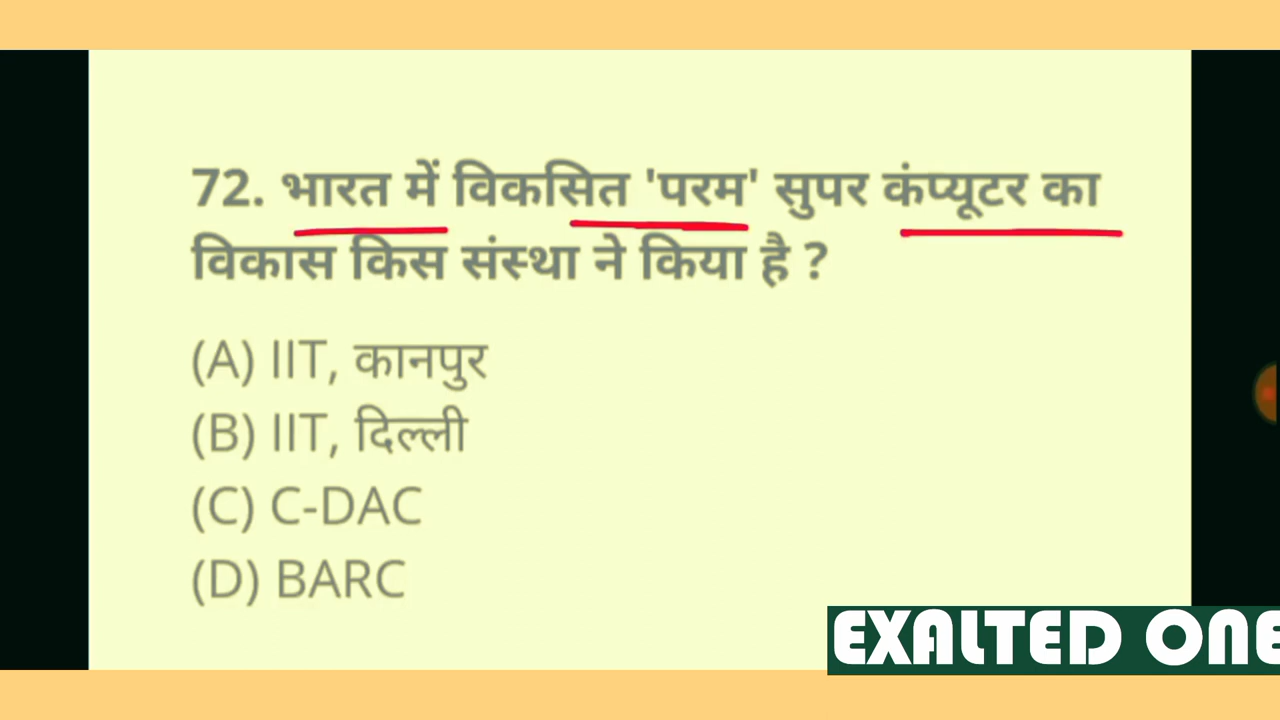 72. भारत में विकसित 'परम' सुपर कंप्यूटर का
विकास किस संस्था ने किया है ?
(A) IIT, कानपुर
(B) IIT, दिल्ली
(C) C-DAC
(D) BARC
EXALTED ONE